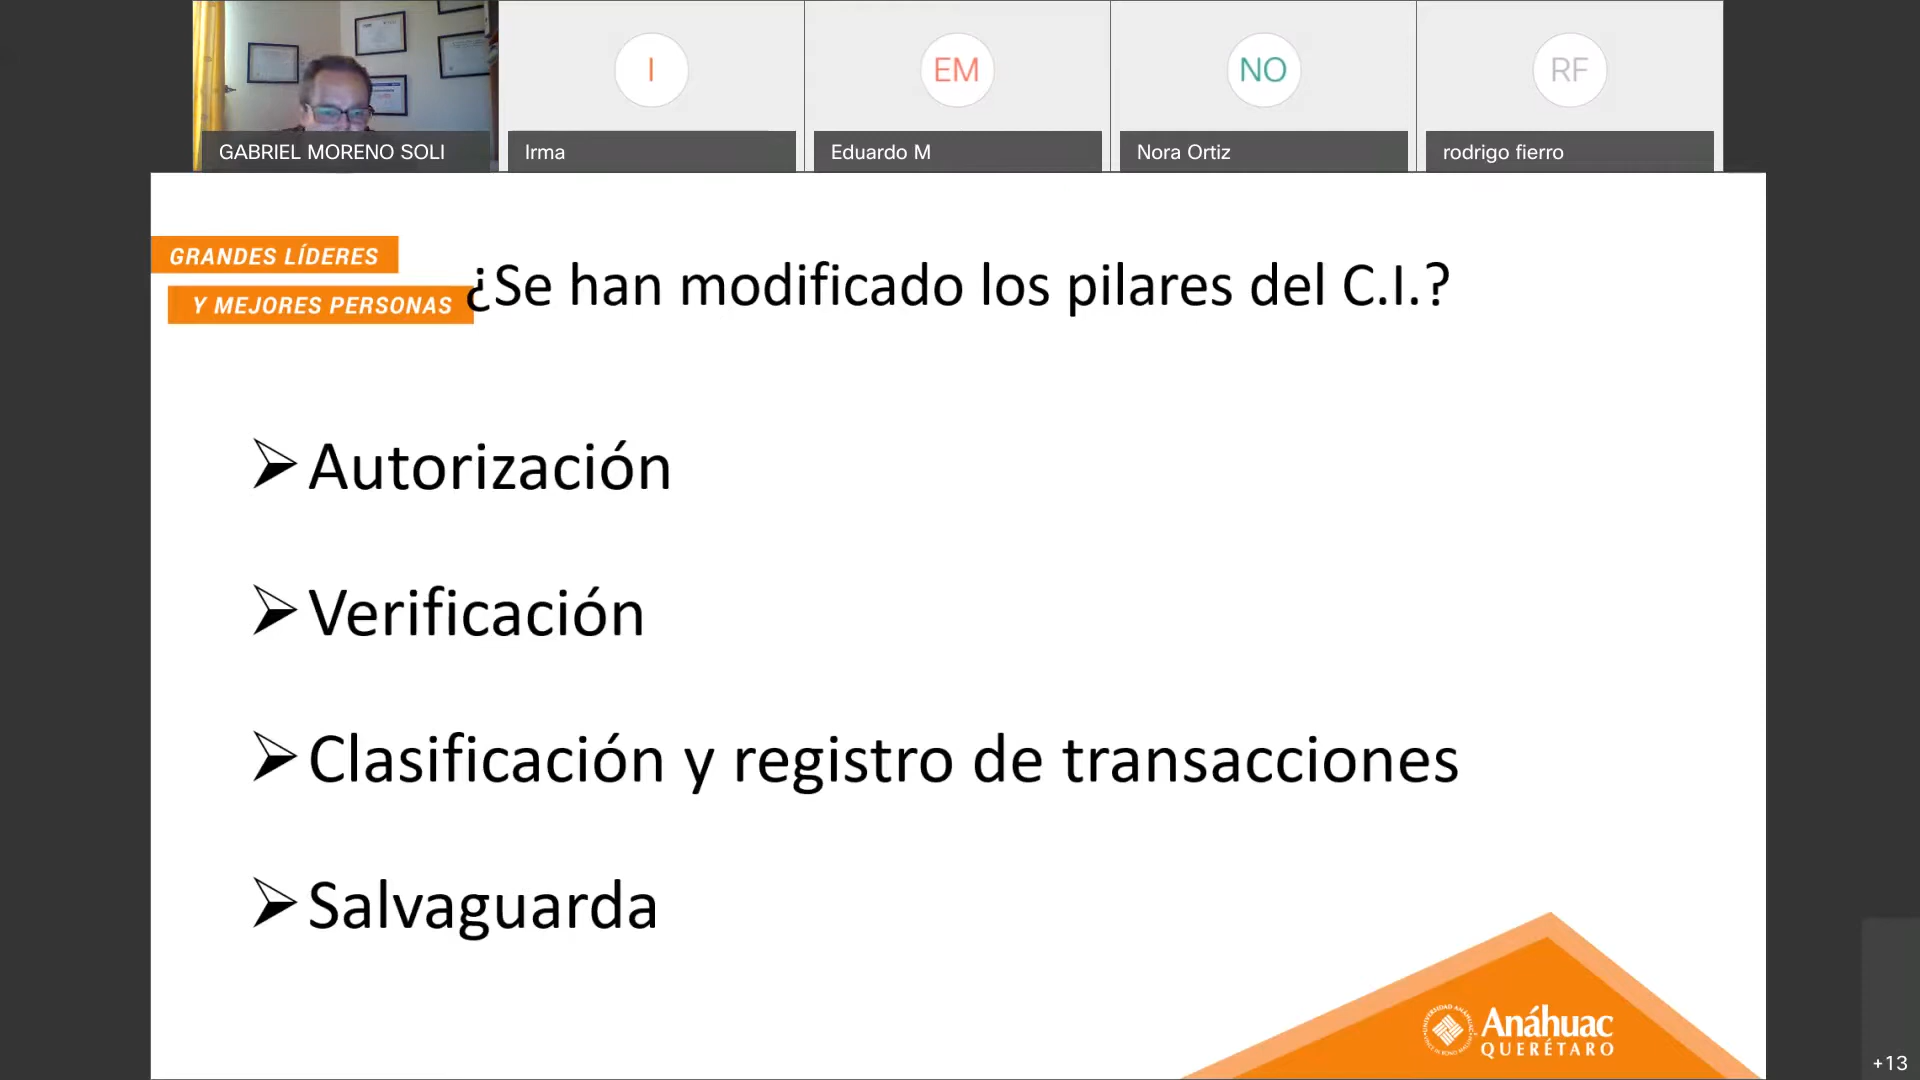 I
EM
NO
RF
GABRIEL MORENO SOLI
Irma
Eduardo M
Nora Ortiz
rodrigo fierro
GRANDES LÍDERES
Y MEJORES PERSONAS
¿Se han modificado los pilares del C.I.?
Autorización
Verificación
Clasificación y registro de transacciones
Salvaguarda
Anáhuac
QUERÉTARO
+13